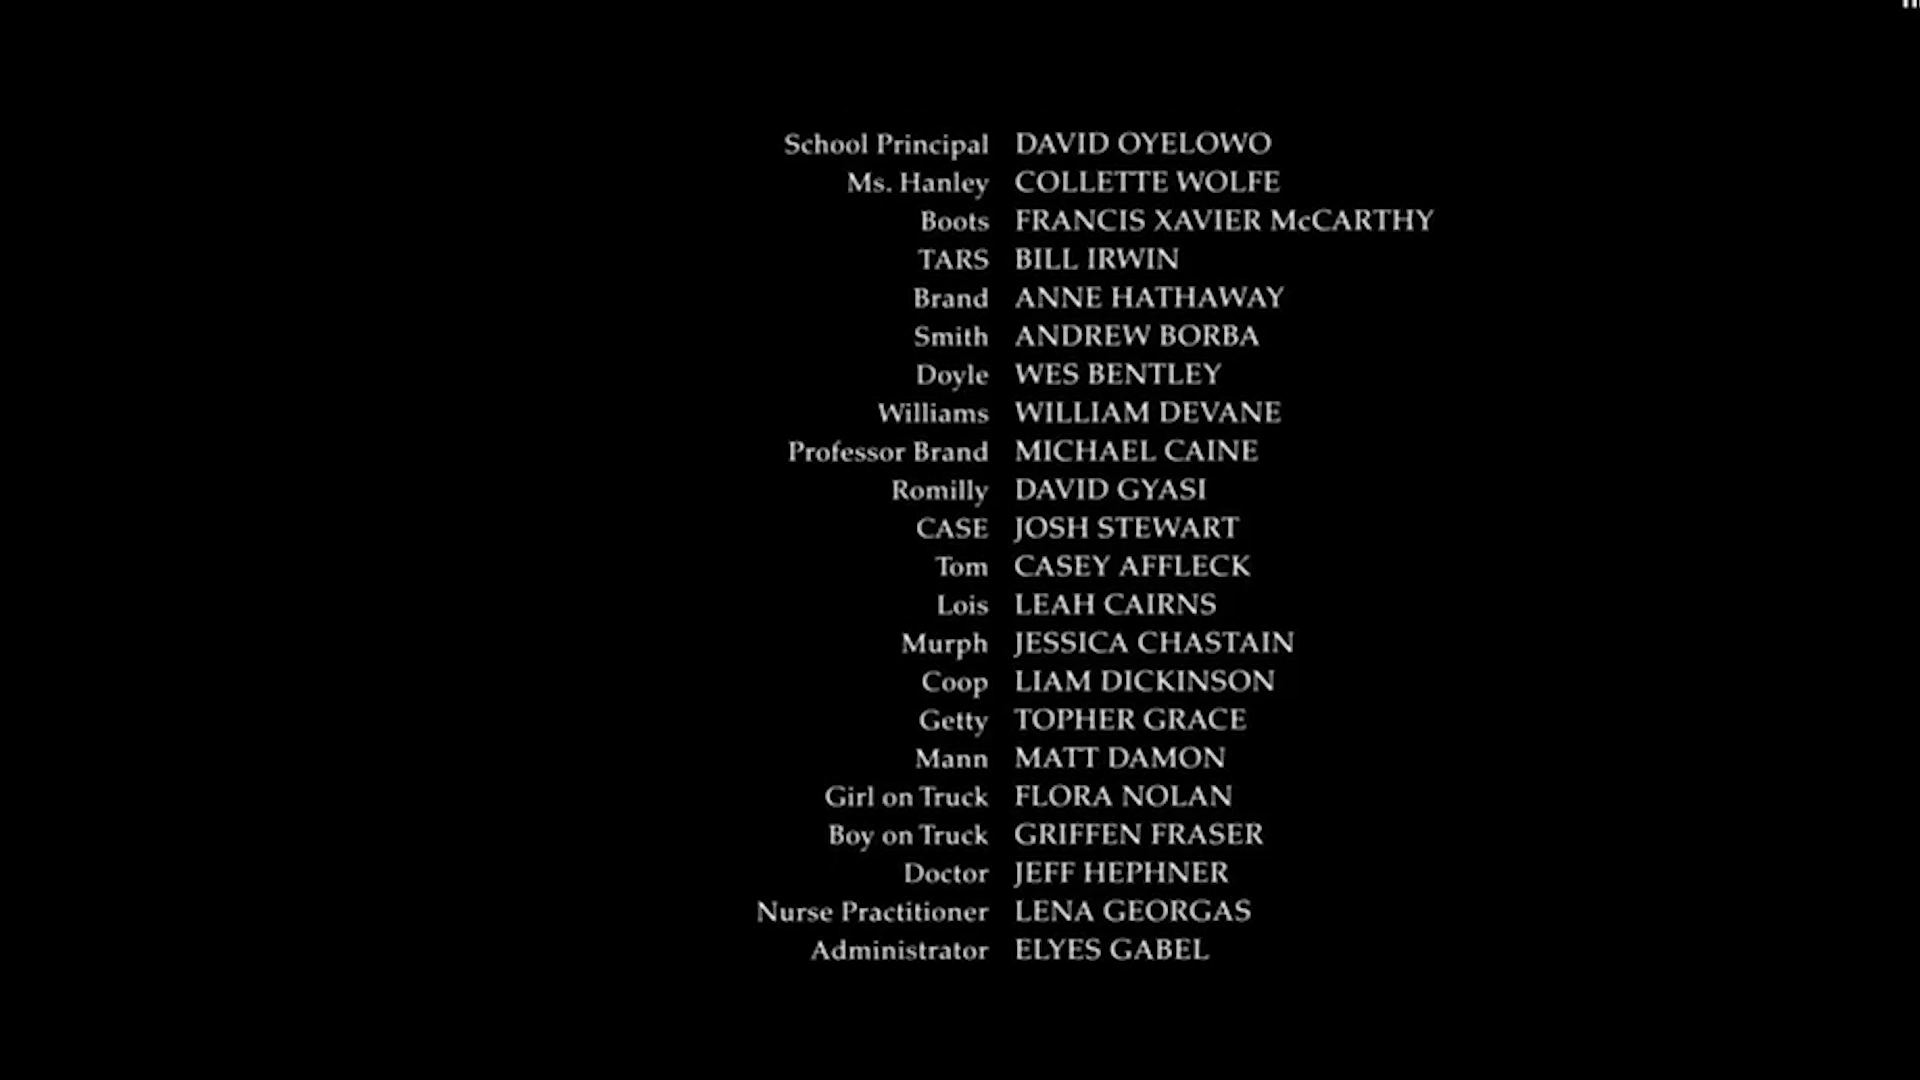 School Principal DAVID OYELOWO
Ms. Hanley COLLETTE WOLFE
Boots FRANCIS XAVIER McCARTHY
TARS BILL IRWIN
Brand ANNE HATHAWAY
Smith ANDREW BORBA
Doyle WES BENTLEY
Williams WILLIAM DEVANE
Professor Brand MICHAEL CAINE
Romilly DAVID GYASI
CASE JOSH STEWART
Tom CASEY AFFLECK
Lois LEAH CAIRNS
Murph JESSICA CHASTAIN
Coop LIAM DICKINSON
Getty TOPHER GRACE
Mann MATT DAMON
Girl on Truck FLORA NOLAN
Boy on Truck GRIFFEN FRASER
Doctor JEFF HEPHNER
Nurse Practitioner LENA GEORGAS
Administrator ELYES GABEL